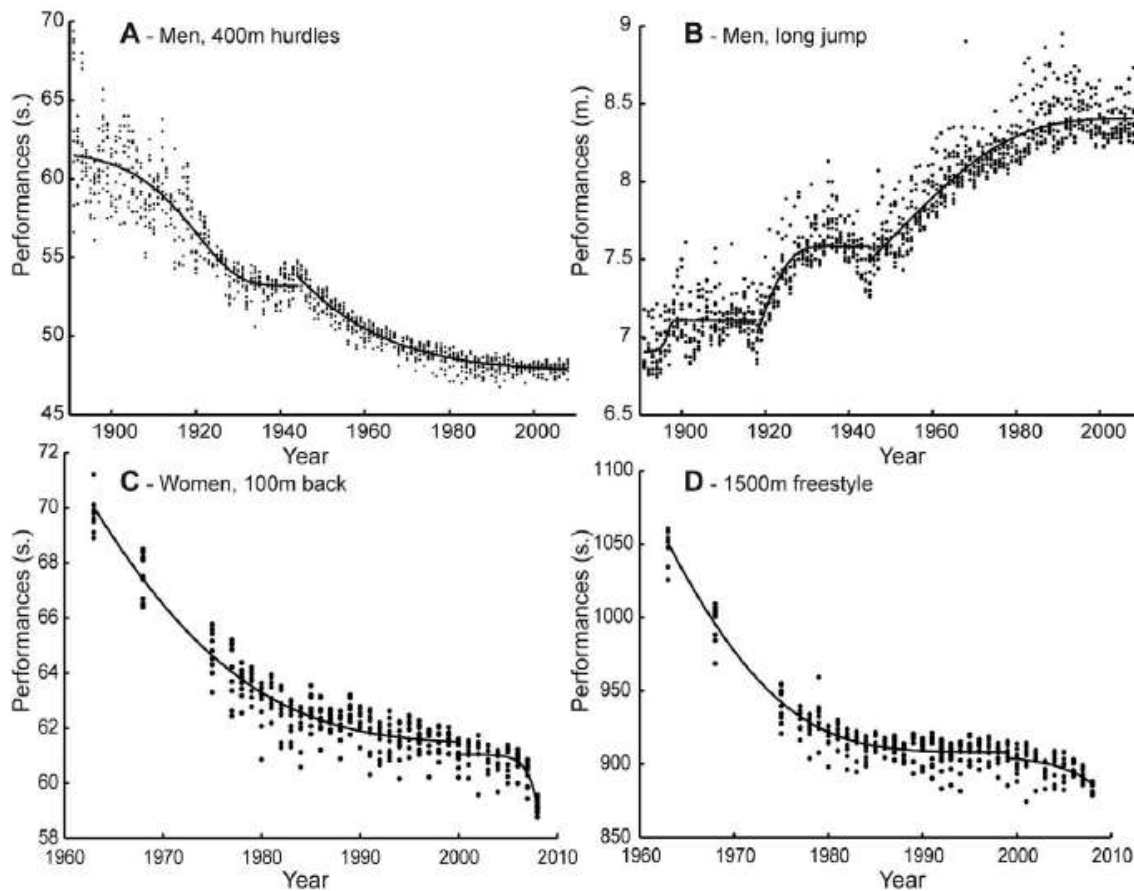 A - Men, 400m hurdles
Performances (s.)
70
65
60
55
50
45
1900 1920 1940 1960 1980 2000
Year
B - Men, long jump
Performances (m.)
9
8.5
8
7.5
7
6.5
1900 1920 1940 1960 1980 2000
Year
C - Women, 100m back
Performances (s.)
72
70
68
66
64
62
60
58
1960 1970 1980 1990 2000 2010
Year
D - 1500m freestyle
Performances (s.)
1100
1050
1000
950
900
850
1960 1970 1980 1990 2000 2010
Year